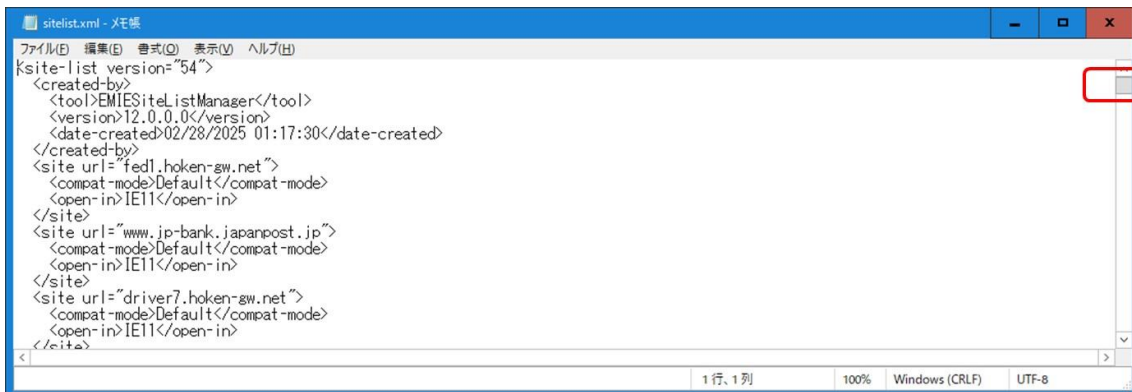 sitelist.xml - メモ帳
ファイル(F) 編集(E) 書式(O) 表示(V) ヘルプ(H)
<site-list version="54">
<created-by>
<tool>EMIESiteListManager</tool>
<version>12.0.0.0</version>
<date-created>02/28/2025 01:17:30</date-created>
</created-by>
<site url="fed1.hoken-gw.net">
<compat-mode>Default</compat-mode>
<open-in>IE11</open-in>
</site>
<site url="www.jp-bank.japanpost.jp">
<compat-mode>Default</compat-mode>
<open-in>IE11</open-in>
</site>
<site url="driver7.hoken-gw.net">
<compat-mode>Default</compat-mode>
<open-in>IE11</open-in>
</site>
1行、1列 100% Windows (CRLF) UTF-8